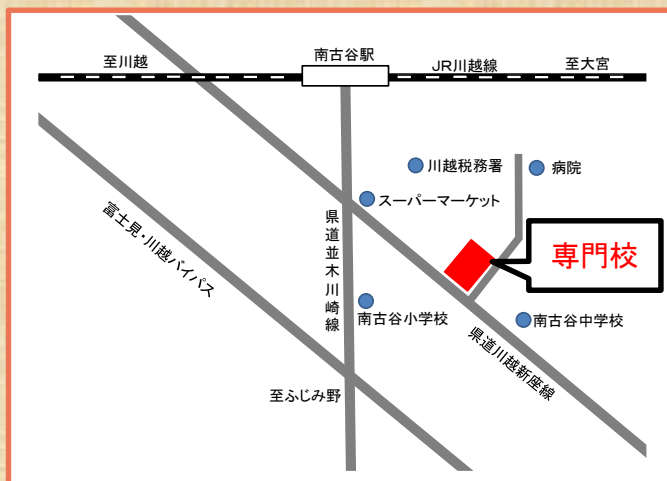 南古谷駅
至川越
JR川越線
至大宮
川越税務署
病院
スーパーマーケット
富士見・川越バイパス
県道並木川崎線
専門校
南古谷小学校
南古谷中学校
県道川越新座線
至ふじみ野